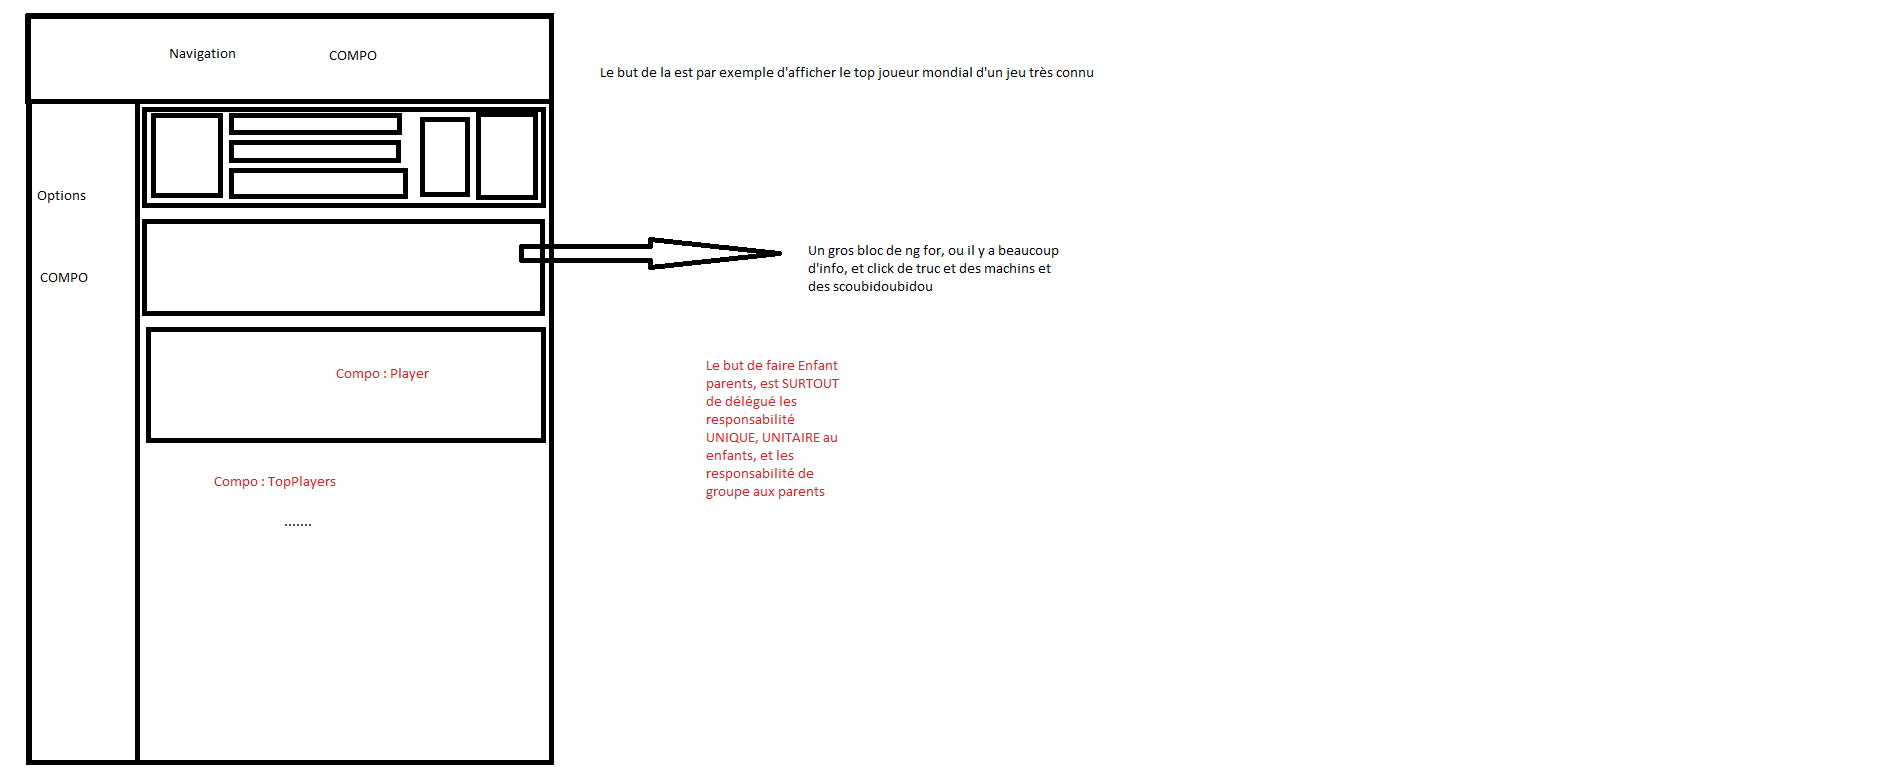 Navigation COMPO
Le but de la est par exemple d'afficher le top joueur mondial d'un jeu très connu
Options
COMPO
Un gros bloc de ng for, ou il y a beaucoup
d'info, et click de truc et des machins et
des scoubidoubidou
Compo : Player
Le but de faire Enfant
parents, est SURTOUT
de délégué les
responsabilité
UNIQUE, UNITAIRE au
enfants, et les
responsabilité de
groupe aux parents
Compo : TopPlayers
.......